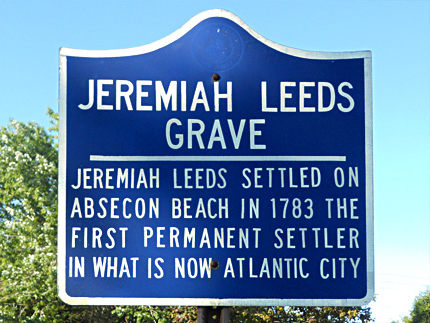 JEREMIAH LEEDS
GRAVE
JEREMIAH LEEDS SETTLED ON
ABSECON BEACH IN 1783 THE
FIRST PERMANENT SETTLER
IN WHAT IS NOW ATLANTIC CITY